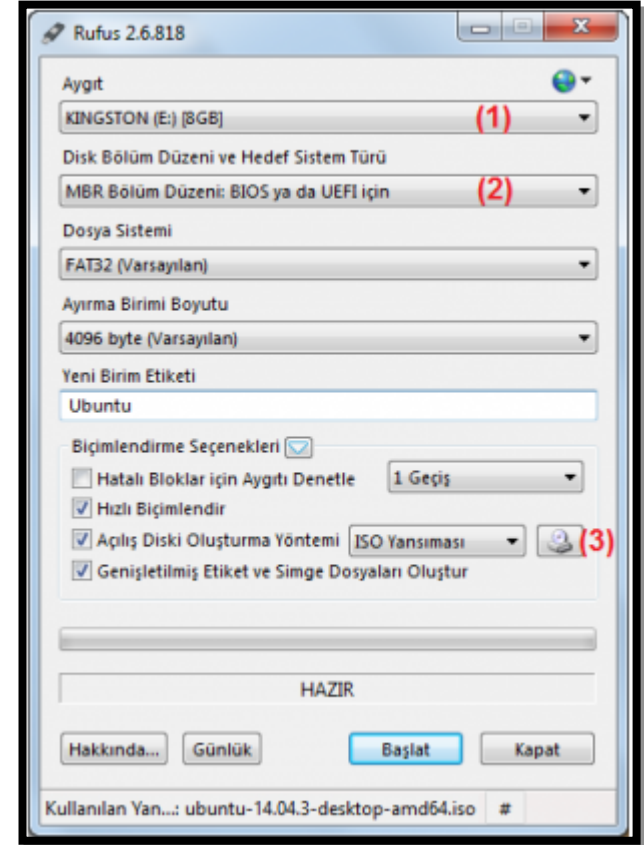 Rufus 2.6.818
Aygıt
KINGSTON (E:) [8GB] (1)
Disk Bölüm Düzeni ve Hedef Sistem Türü
MBR Bölüm Düzeni: BIOS ya da UEFI için (2)
Dosya Sistemi
FAT32 (Varsayılan)
Ayırma Birimi Boyutu
4096 byte (Varsayılan)
Yeni Birim Etiketi
Ubuntu
Biçimlendirme Seçenekleri
Hatalı Bloklar için Aygıtı Denetle 1 Geçiş
Hızlı Biçimlendir
Açılış Diski Oluşturma Yöntemi ISO Yansıması (3)
Genişletilmiş Etiket ve Simge Dosyaları Oluştur
HAZIR
Hakkında... Günlük Başlat Kapat
Kullanılan Yan...: ubuntu-14.04.3-desktop-amd64.iso #